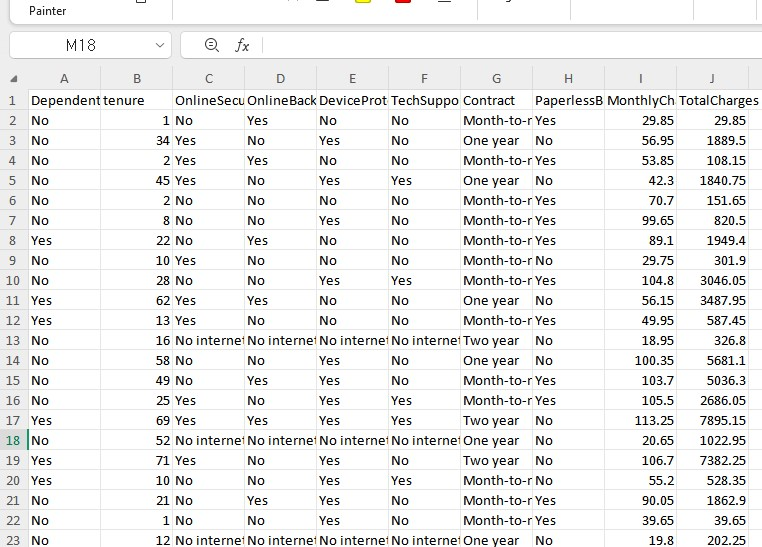 Painter
M18 fx
A B C D E F G H I J
1 Dependent tenure OnlineSecu OnlineBack DeviceProt TechSuppo Contract PaperlessB MonthlyCh TotalCharges
2 No 1 No Yes No No Month-to-r Yes 29.85 29.85
3 No 34 Yes No Yes No One year No 56.95 1889.5
4 No 2 Yes Yes No No Month-to-r Yes 53.85 108.15
5 No 45 Yes No Yes Yes One year No 42.3 1840.75
6 No 2 No No No No Month-to-r Yes 70.7 151.65
7 No 8 No No Yes No Month-to-r Yes 99.65 820.5
8 Yes 22 No Yes No No Month-to-r Yes 89.1 1949.4
9 No 10 Yes No No No Month-to-r No 29.75 301.9
10 No 28 No No Yes Yes Month-to-r Yes 104.8 3046.05
11 Yes 62 Yes Yes No No One year No 56.15 3487.95
12 Yes 13 Yes No No No Month-to-r Yes 49.95 587.45
13 No 16 No internet No internet No internet No internet Two year No 18.95 326.8
14 No 58 No No Yes No One year No 100.35 5681.1
15 No 49 No Yes Yes No Month-to-r Yes 103.7 5036.3
16 No 25 Yes No Yes Yes Month-to-r Yes 105.5 2686.05
17 Yes 69 Yes Yes Yes Yes Two year No 113.25 7895.15
18 No 52 No internet No internet No internet No internet One year No 20.65 1022.95
19 Yes 71 Yes No Yes No Two year No 106.7 7382.25
20 Yes 10 No No Yes Yes Month-to-r No 55.2 528.35
21 No 21 No Yes Yes No Month-to-r Yes 90.05 1862.9
22 No 1 No No Yes No Month-to-r Yes 39.65 39.65
23 No 12 No internet No internet No internet No internet One year No 19.8 202.25